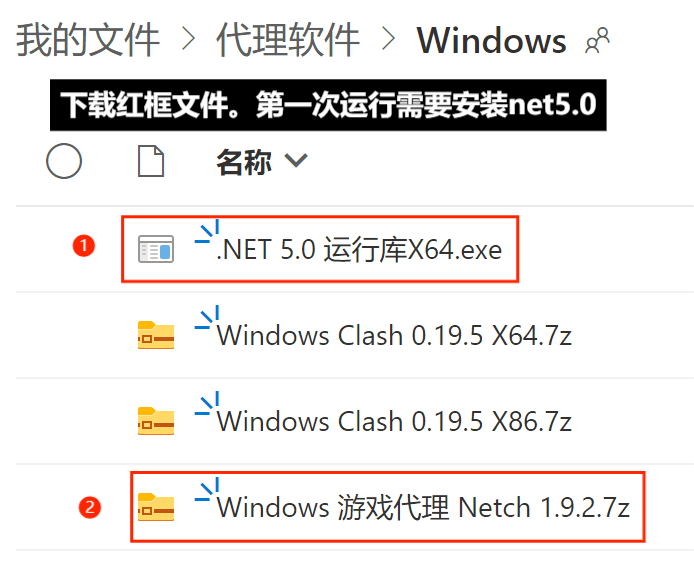 我的文件 > 代理软件 > Windows
下载红框文件。第一次运行需要安装net5.0
名称
1 .NET 5.0 运行库X64.exe
Windows Clash 0.19.5 X64.7z
Windows Clash 0.19.5 X86.7z
2 Windows 游戏代理 Netch 1.9.2.7z